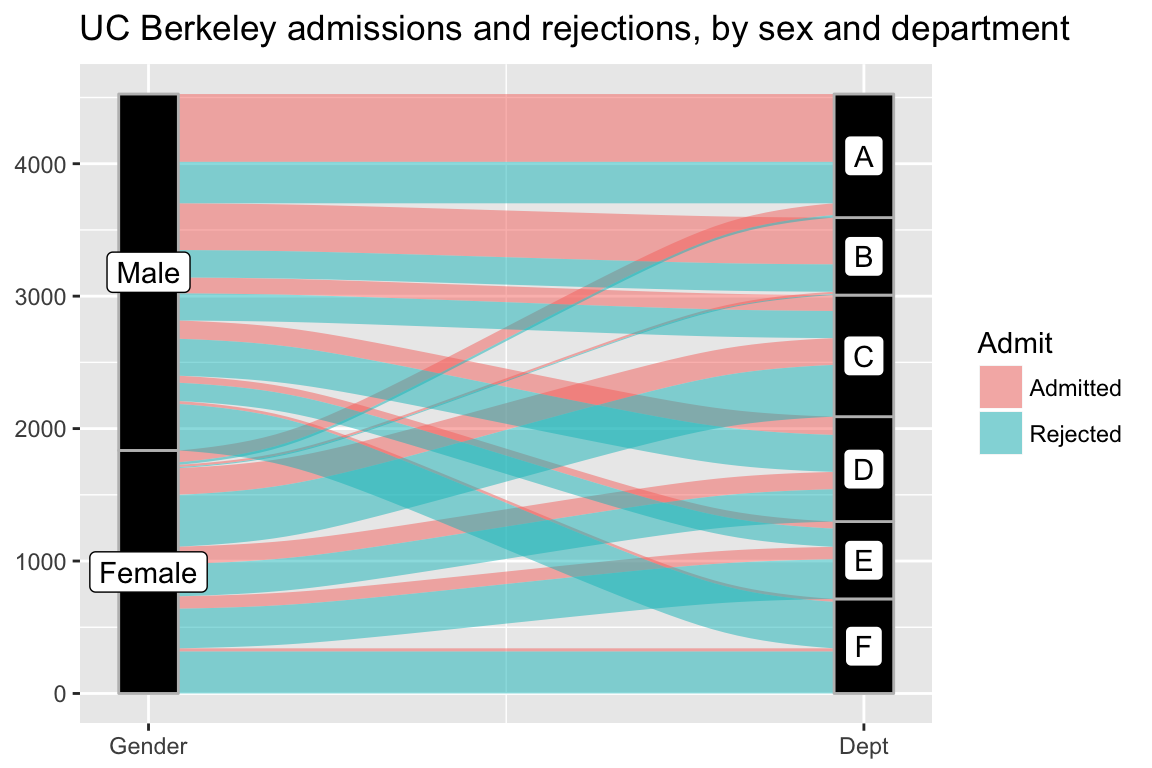 UC Berkeley admissions and rejections, by sex and department
4000
3000
2000
1000
0
Male
Female
A
B
C
D
E
F
Gender
Dept
Admit
Admitted
Rejected